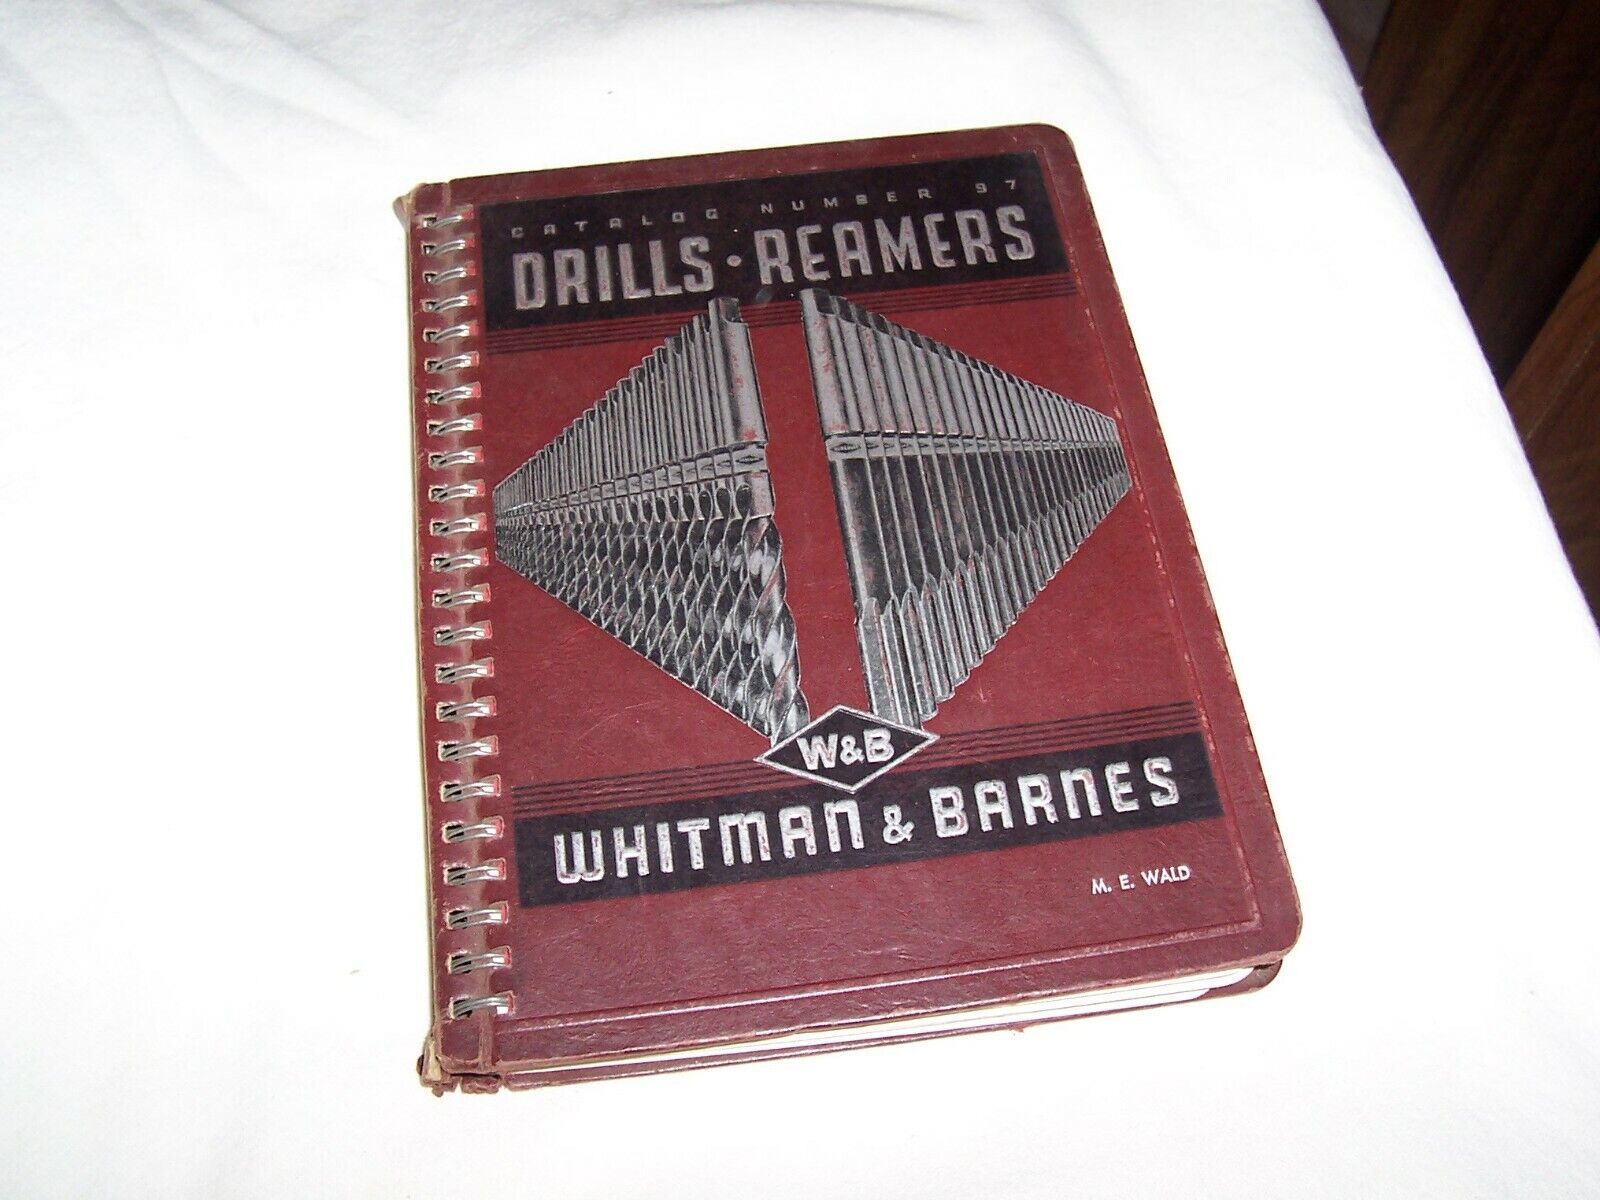 CATALOG NUMBER 97
DRILLS • REAMERS
W&B
WHITMAN & BARNES
M. E. WALD